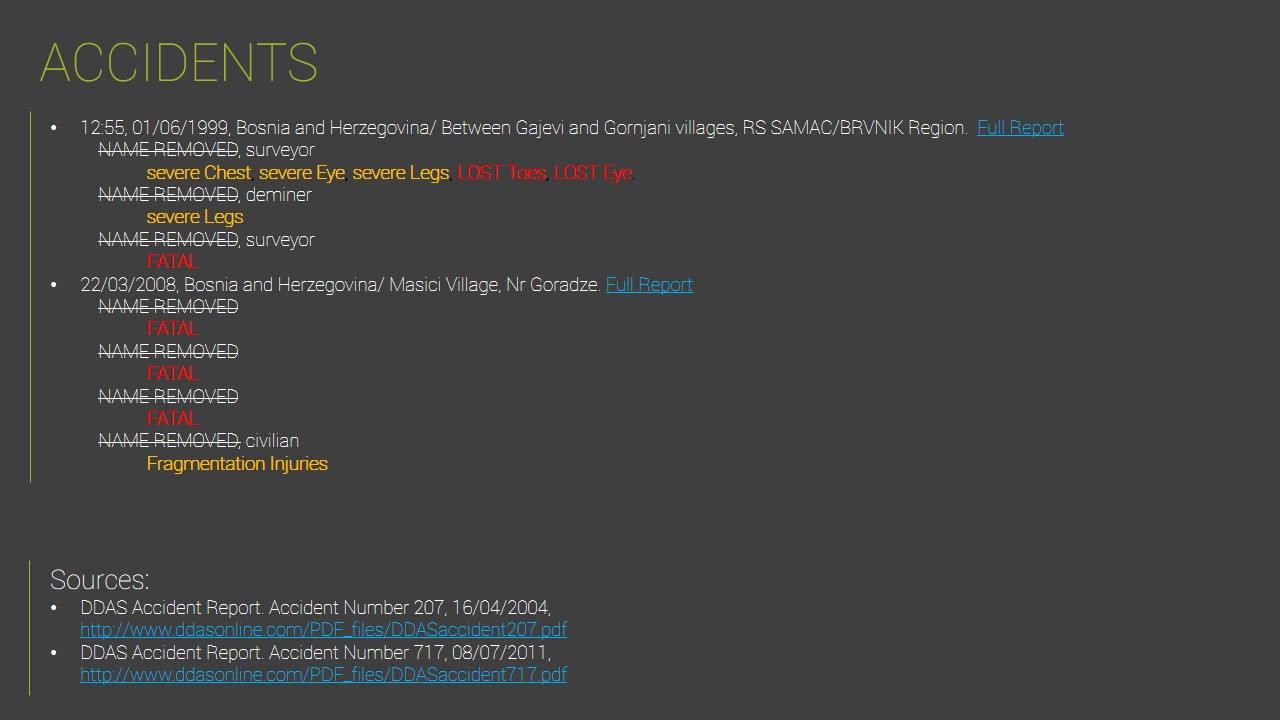 ACCIDENTS
• 12:55, 01/06/1999, Bosnia and Herzegovina/ Between Gajevi and Gornjani villages, RS SAMAC/BRVNIK Region. Full Report
NAME REMOVED, surveyor
severe Chest, severe Eye, severe Legs, LOST Toes, LOST Eye.
NAME REMOVED, deminer
severe Legs
NAME REMOVED, surveyor
FATAL
• 22/03/2008, Bosnia and Herzegovina/ Masici Village, Nr Goradze. Full Report
NAME REMOVED
FATAL
NAME REMOVED
FATAL
NAME REMOVED
FATAL
NAME REMOVED, civilian
Fragmentation Injuries
Sources:
• DDAS Accident Report. Accident Number 207, 16/04/2004,
http://www.ddasonline.com/PDF_files/DDASaccident207.pdf
• DDAS Accident Report. Accident Number 717, 08/07/2011,
http://www.ddasonline.com/PDF_files/DDASaccident717.pdf